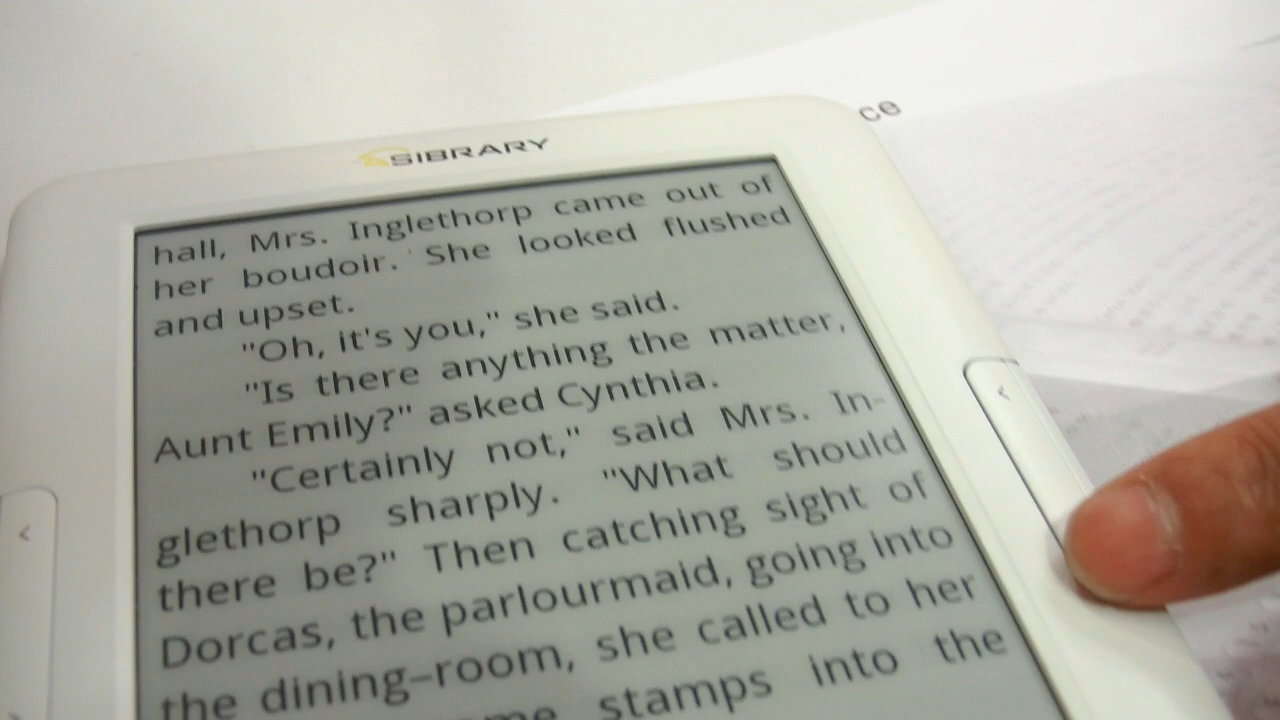 ce
SIBRARY
hall, Mrs. Inglethorp came out of
her boudoir. She looked flushed
and upset.
"Oh, it's you," she said.
"Is there anything the matter,
Aunt Emily?" asked Cynthia.
"Certainly not," said Mrs. In-
glethorp sharply. "What should
there be?" Then catching sight of
Dorcas, the parlourmaid, going into
the dining–room, she called to her
stamps into the